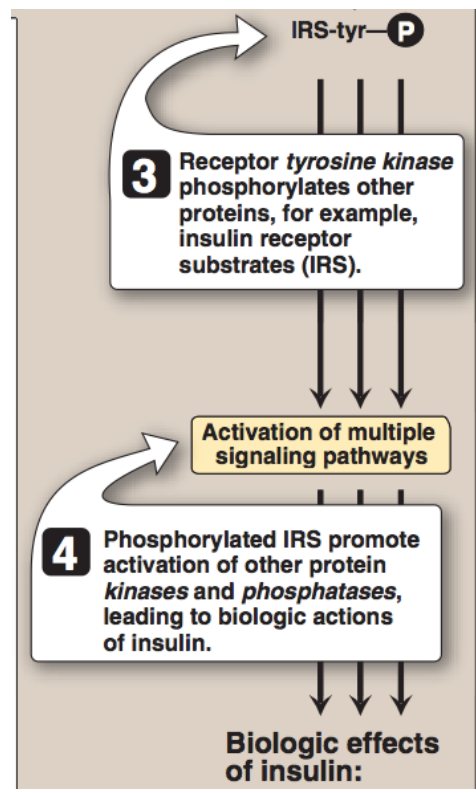 IRS-tyr—P
3 Receptor tyrosine kinase
phosphorylates other
proteins, for example,
insulin receptor
substrates (IRS).
Activation of multiple
signaling pathways
4 Phosphorylated IRS promote
activation of other protein
kinases and phosphatases,
leading to biologic actions
of insulin.
Biologic effects
of insulin: